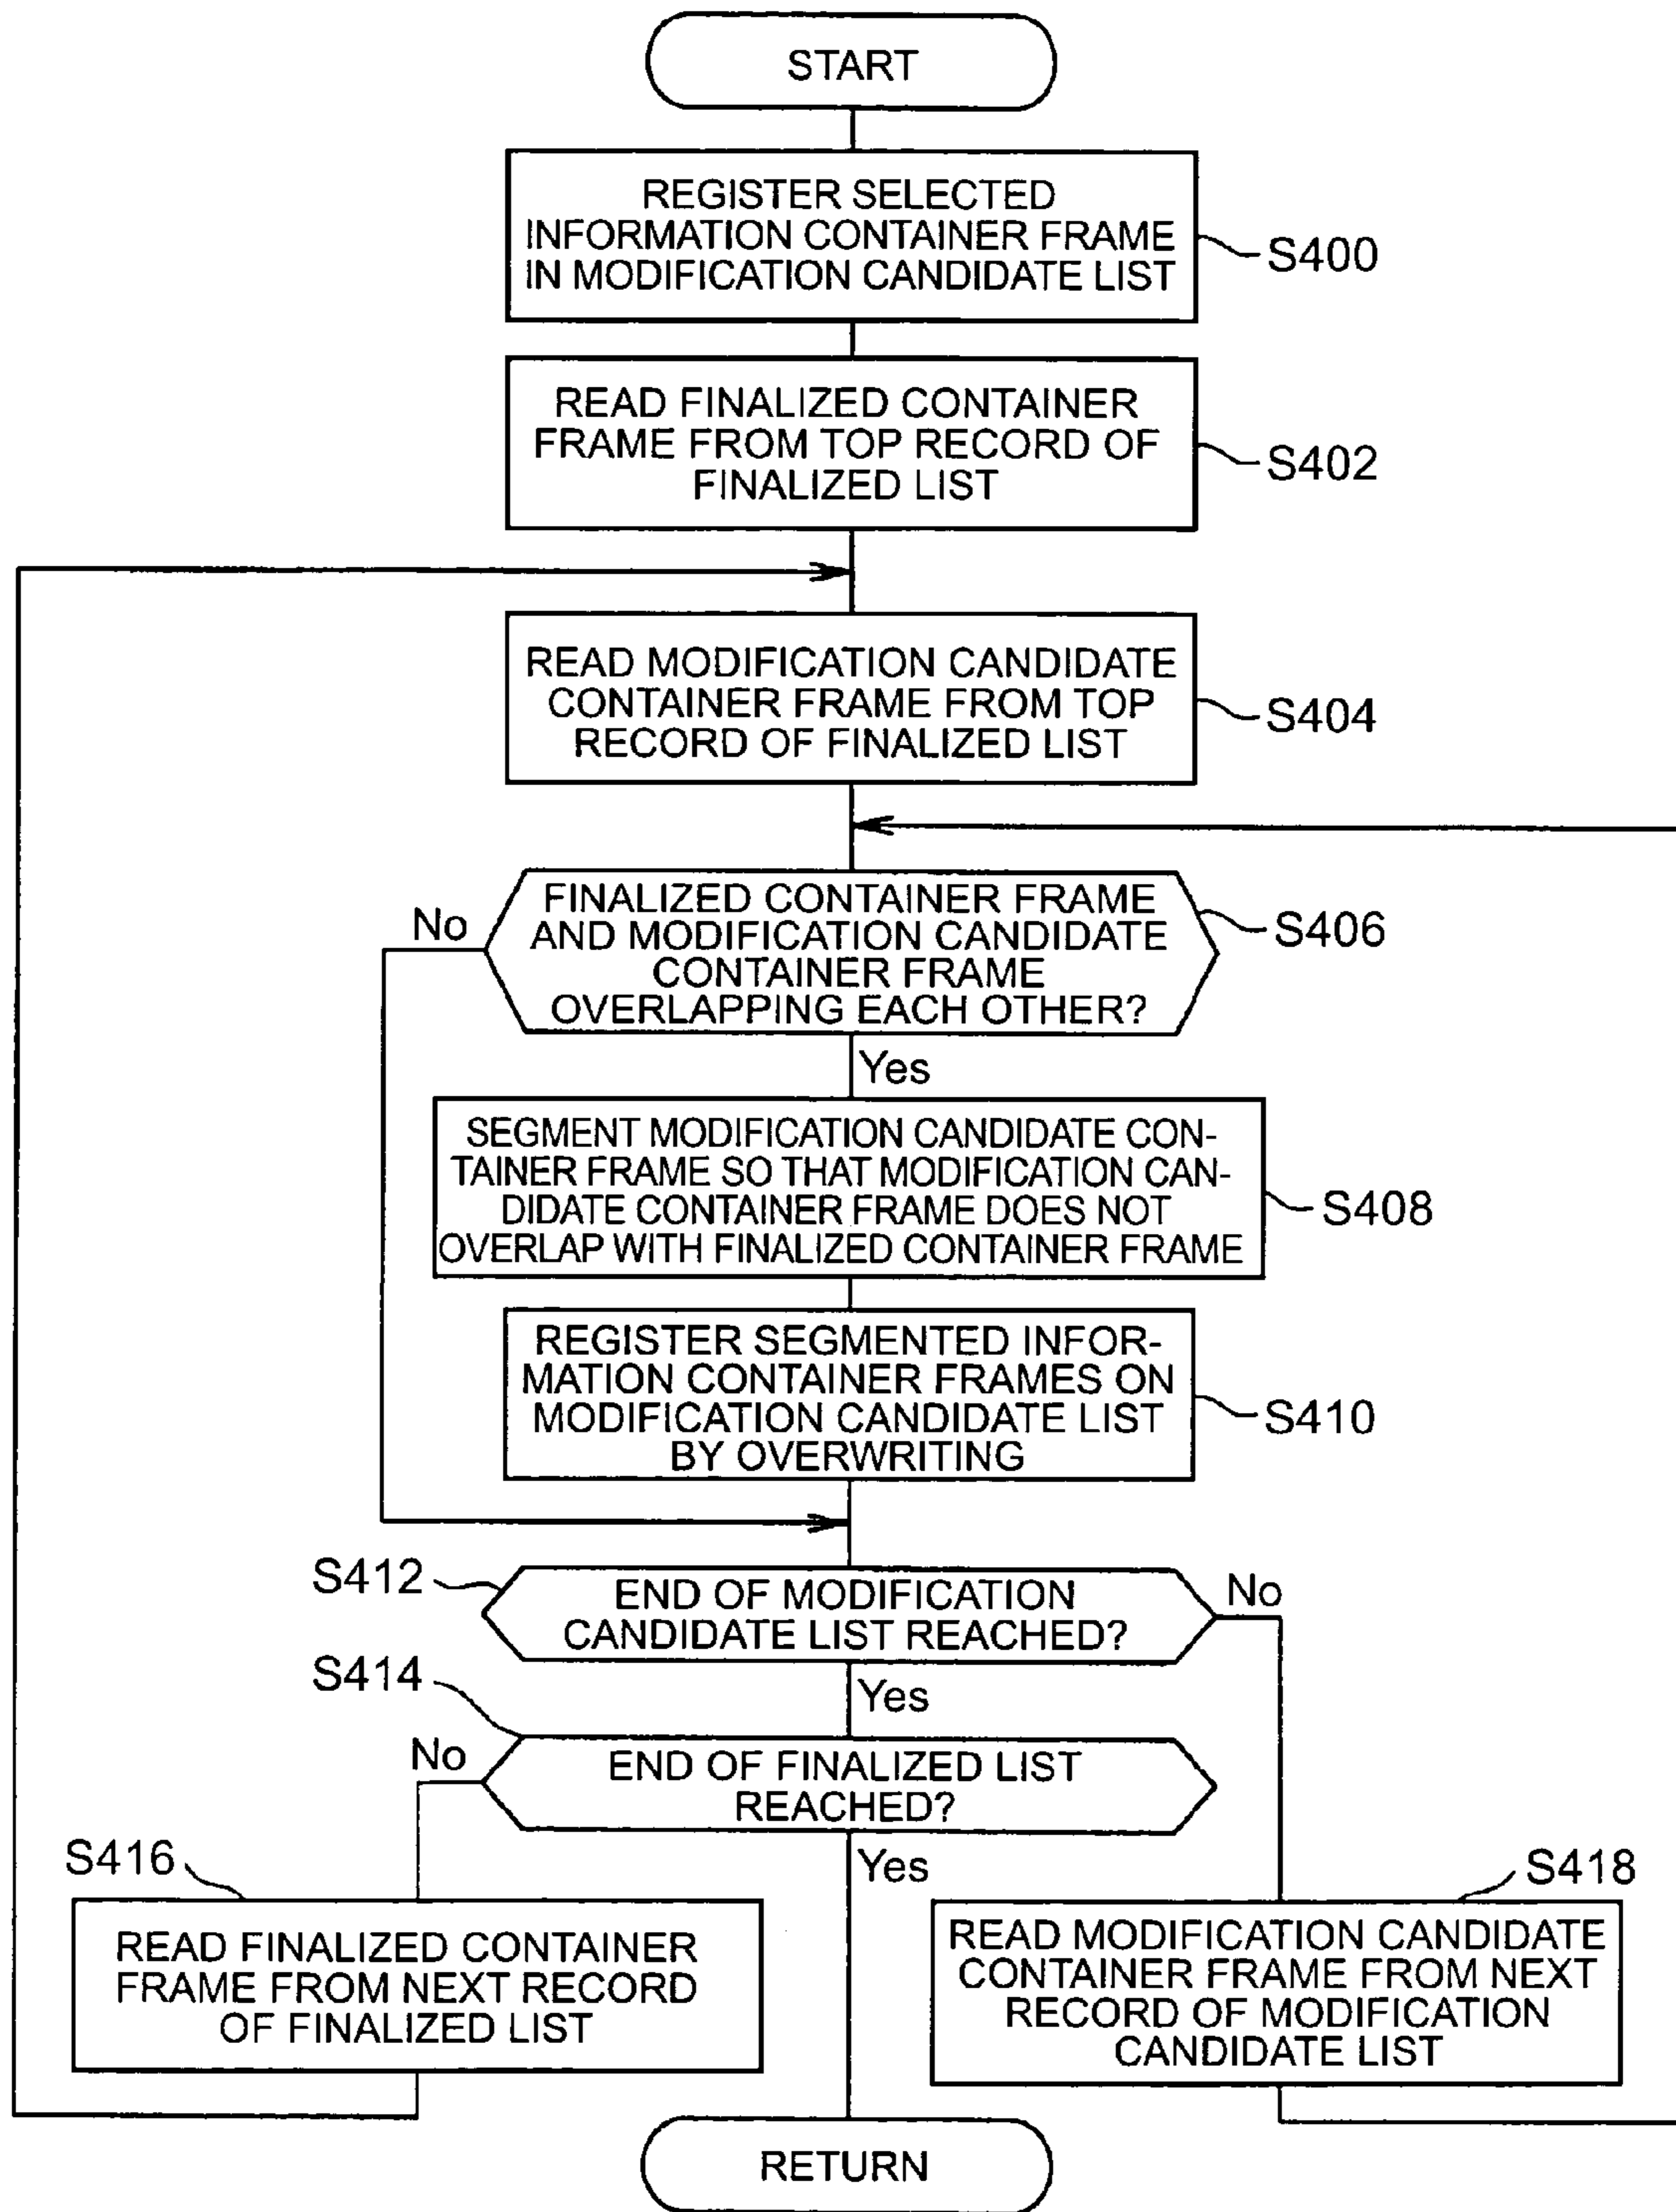 START
REGISTER SELECTED
INFORMATION CONTAINER FRAME
IN MODIFICATION CANDIDATE LIST
S400
READ FINALIZED CONTAINER
FRAME FROM TOP RECORD OF
FINALIZED LIST
S402
READ MODIFICATION CANDIDATE
CONTAINER FRAME FROM TOP
RECORD OF FINALIZED LIST
S404
No
FINALIZED CONTAINER FRAME
AND MODIFICATION CANDIDATE
CONTAINER FRAME
OVERLAPPING EACH OTHER?
S406
Yes
SEGMENT MODIFICATION CANDIDATE CON-
TAINER FRAME SO THAT MODIFICATION CAN-
DIDATE CONTAINER FRAME DOES NOT
OVERLAP WITH FINALIZED CONTAINER FRAME
S408
REGISTER SEGMENTED INFOR-
MATION CONTAINER FRAMES ON
MODIFICATION CANDIDATE LIST
BY OVERWRITING
S410
S412
END OF MODIFICATION
CANDIDATE LIST REACHED?
No
Yes
S414
No
END OF FINALIZED LIST
REACHED?
Yes
S416
READ FINALIZED CONTAINER
FRAME FROM NEXT RECORD
OF FINALIZED LIST
S418
READ MODIFICATION CANDIDATE
CONTAINER FRAME FROM NEXT
RECORD OF MODIFICATION
CANDIDATE LIST
RETURN